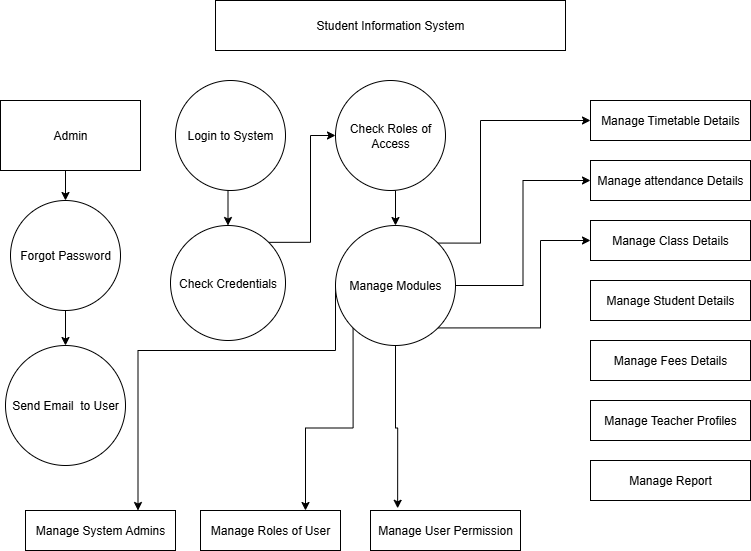 Student Information System
Admin
Login to System
Check Roles of
Access
Manage Timetable Details
Manage attendance Details
Manage Class Details
Forgot Password
Check Credentials
Manage Modules
Manage Student Details
Manage Fees Details
Send Email to User
Manage Teacher Profiles
Manage Report
Manage System Admins
Manage Roles of User
Manage User Permission